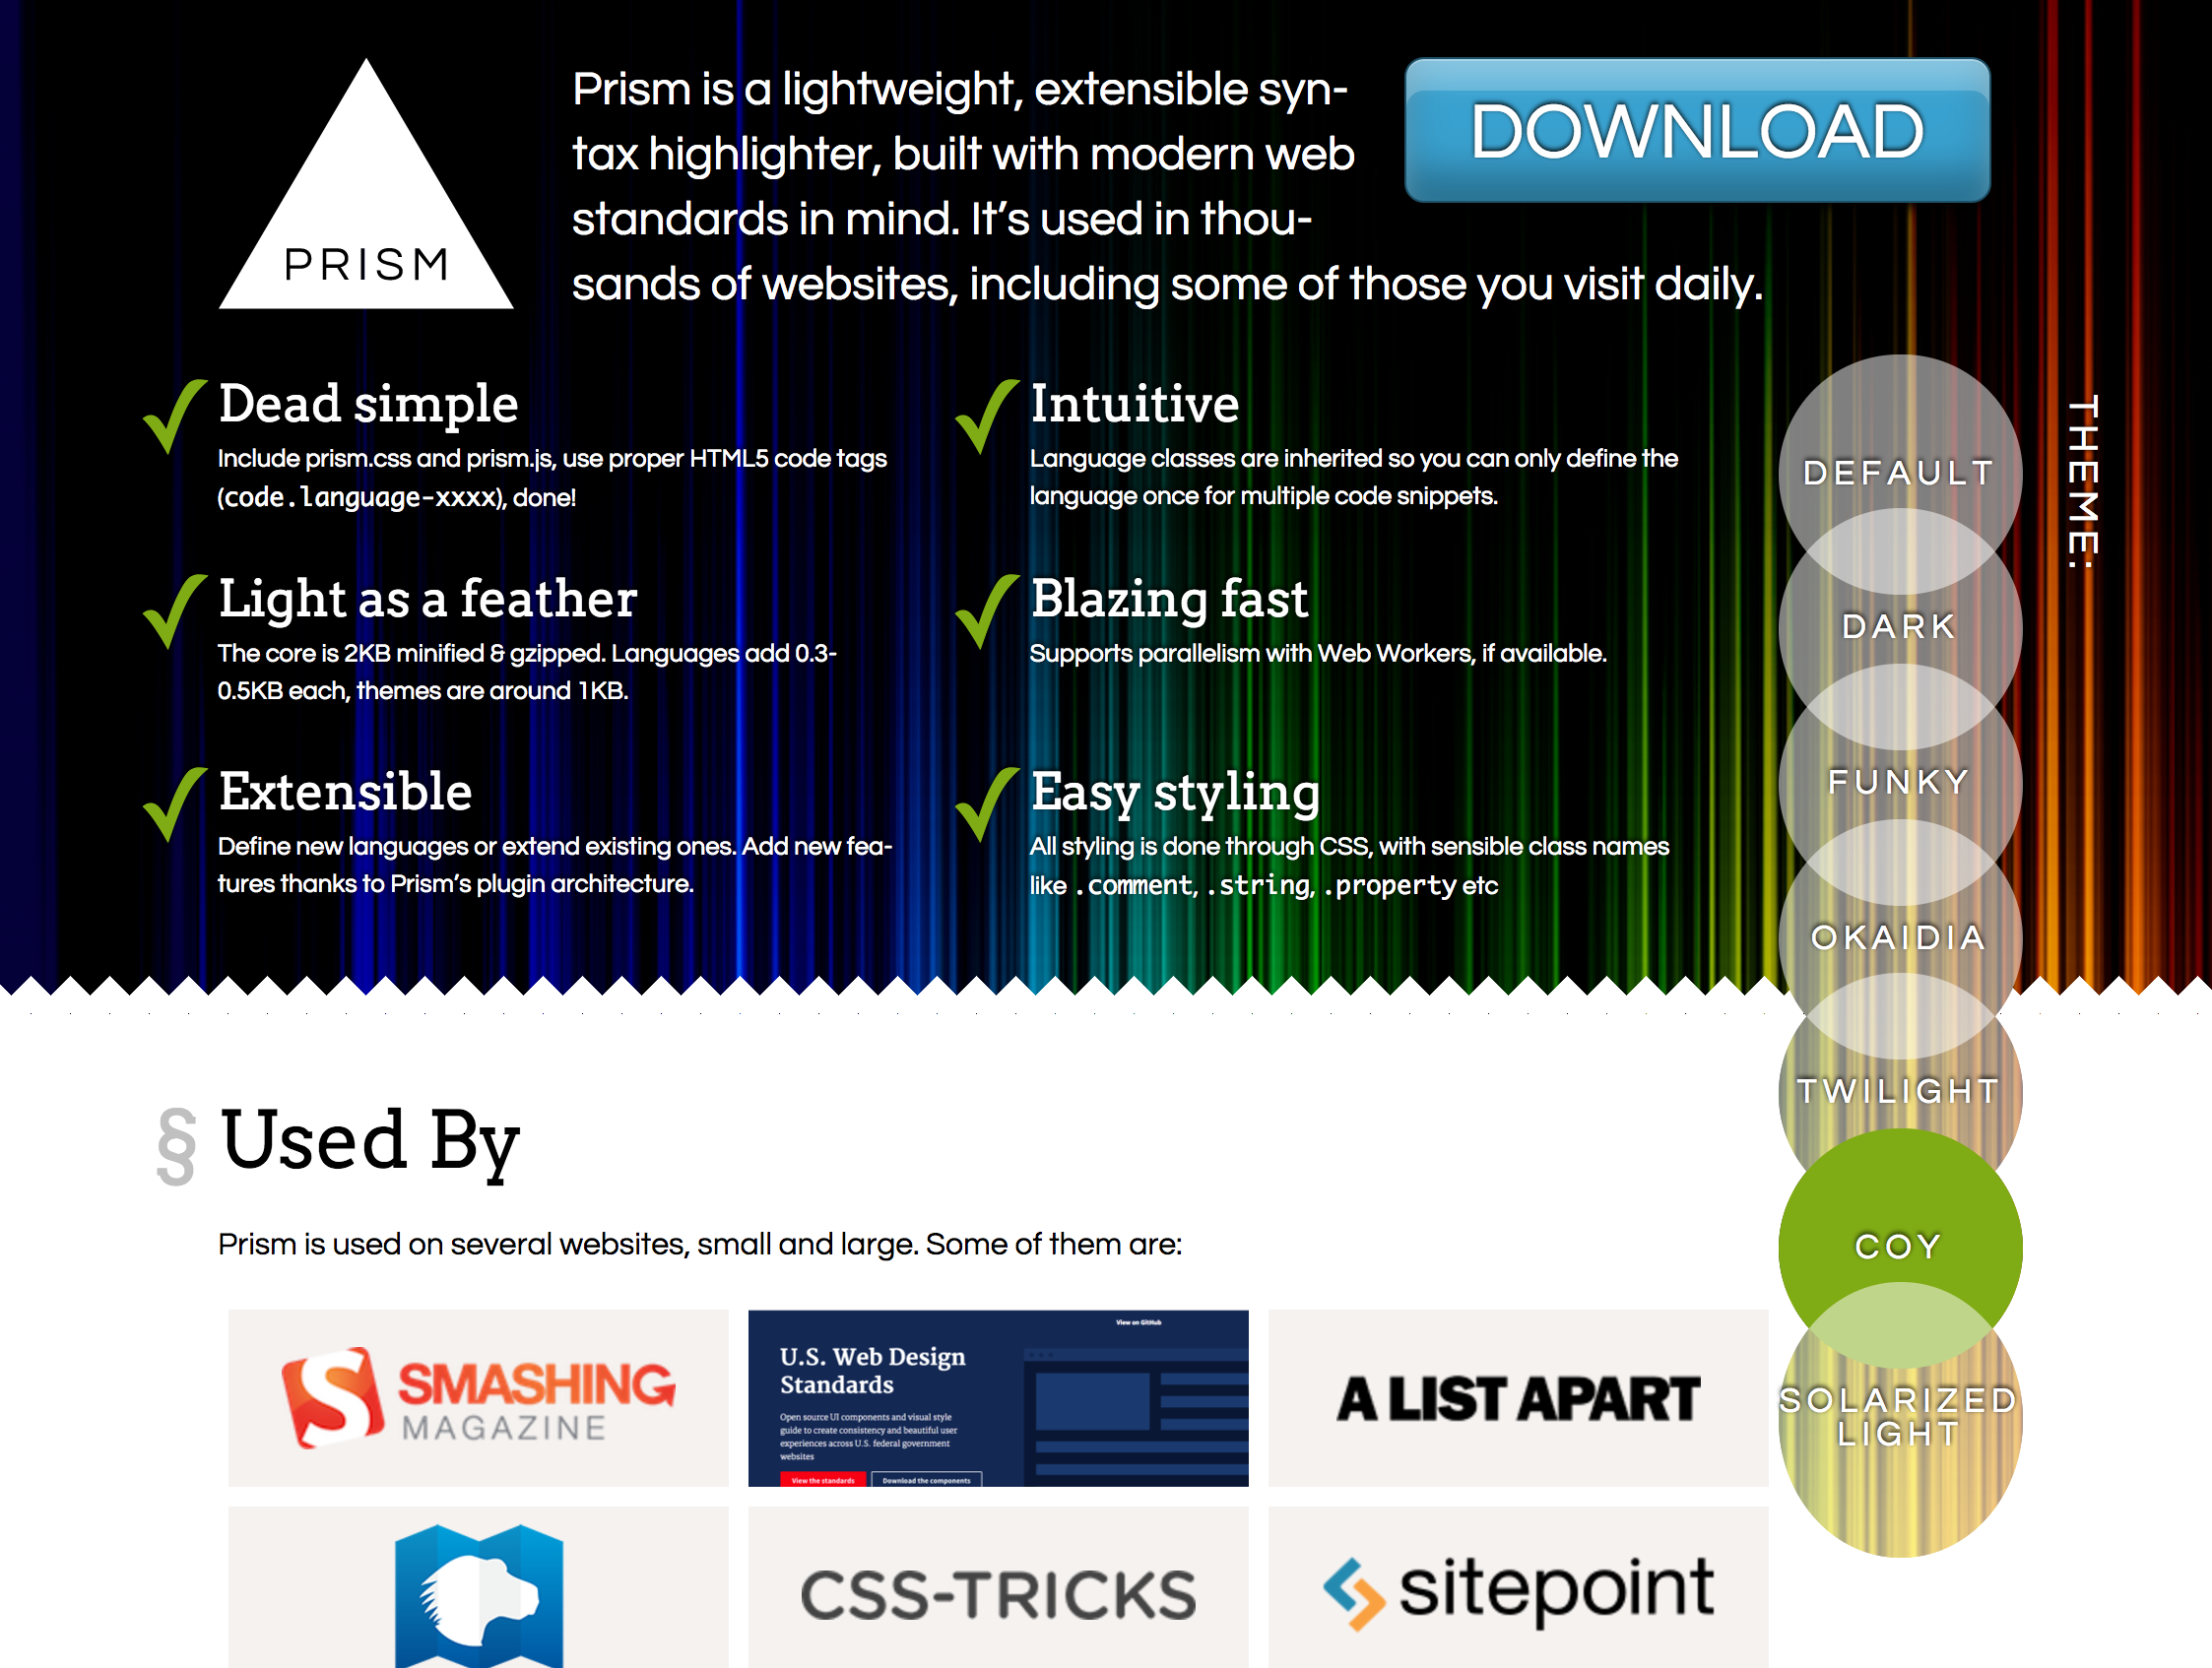 PRISM
Prism is a lightweight, extensible syn-
tax highlighter, built with modern web
standards in mind. It’s used in thou-
sands of websites, including some of those you visit daily.
DOWNLOAD
Dead simple
Include prism.css and prism.js, use proper HTML5 code tags
(code.language-xxxx), done!
Intuitive
Language classes are inherited so you can only define the
language once for multiple code snippets.
Light as a feather
The core is 2KB minified & gzipped. Languages add 0.3-
0.5KB each, themes are around 1KB.
Blazing fast
Supports parallelism with Web Workers, if available.
Extensible
Define new languages or extend existing ones. Add new fea-
tures thanks to Prism’s plugin architecture.
Easy styling
All styling is done through CSS, with sensible class names
like .comment, .string, .property etc
THEME:
DEFAULT
DARK
FUNKY
OKAIDIA
TWILIGHT
COY
SOLARIZED
LIGHT
§ Used By
Prism is used on several websites, small and large. Some of them are:
S SMASHING
MAGAZINE
View on GitHub
U.S. Web Design
Standards
Open source UI components and visual style
guide to create consistency and beautiful user
experiences across U.S. federal government
websites
View the standards
Download the components
A LIST APART
CSS-TRICKS
sitepoint